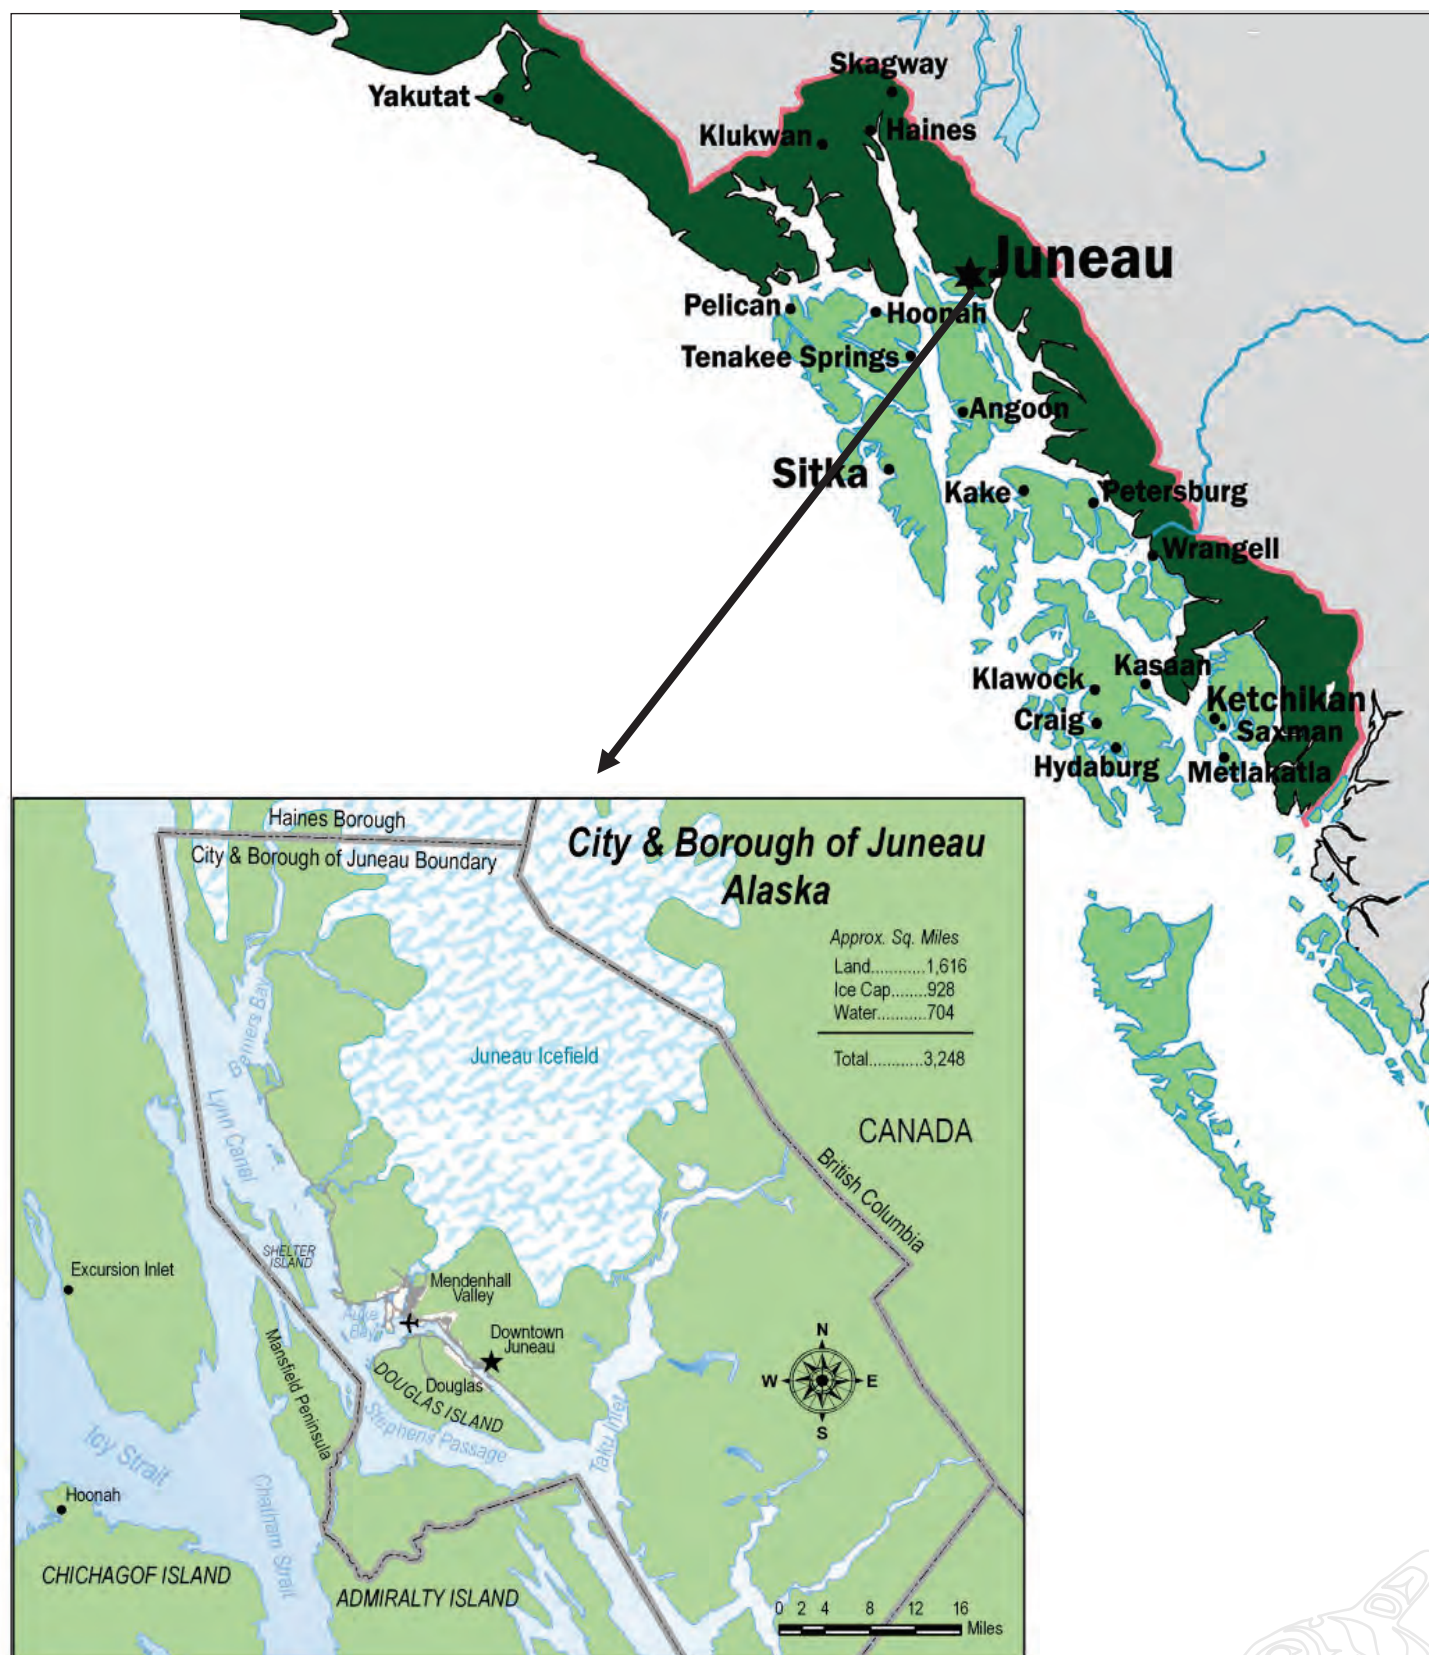 Skagway
Yakutat
Klukwan
Haines
Juneau
Pelican
Hoonah
Tenakee Springs
Angoon
Sitka
Kake
Petersburg
Wrangell
Kasaan
Klawock
Ketchikan
Craig
Saxman
Hydaburg
Metlakatla
Haines Borough
City & Borough of Juneau Boundary
City & Borough of Juneau
Alaska
Approx. Sq. Miles
Land............1,616
Ice Cap........928
Water...........704
Total............3,248
Berners Bay
Juneau Icefield
Lynn Canal
CANADA
British Columbia
SHELTER
ISLAND
Excursion Inlet
Mendenhall
Valley
Auke
Bay
Downtown
Juneau
Mansfield Peninsula
Douglas
DOUGLAS ISLAND
N
W
E
S
Stephens Passage
Taku Inlet
Icy Strait
Chatham Strait
Hoonah
CHICHAGOF ISLAND
ADMIRALTY ISLAND
0 2 4 8 12 16
Miles